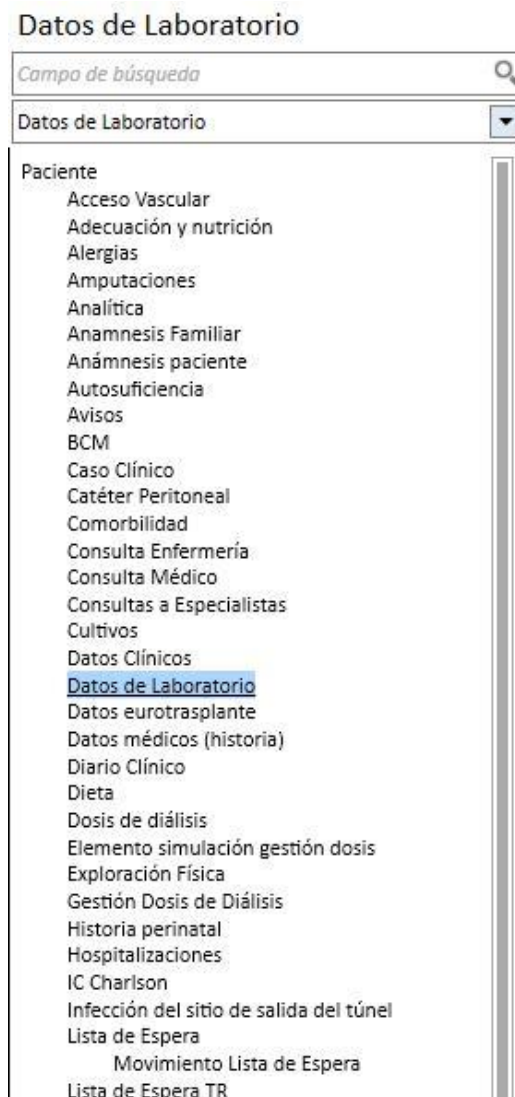 Datos de Laboratorio
Campo de búsqueda
Datos de Laboratorio
Paciente
Acceso Vascular
Adecuación y nutrición
Alergias
Amputaciones
Analítica
Anamnesis Familiar
Anámnesis paciente
Autosuficiencia
Avisos
BCM
Caso Clínico
Catéter Peritoneal
Comorbilidad
Consulta Enfermería
Consulta Médico
Consultas a Especialistas
Cultivos
Datos Clínicos
Datos de Laboratorio
Datos eurotrasplante
Datos médicos (historia)
Diario Clínico
Dieta
Dosis de diálisis
Elemento simulación gestión dosis
Exploración Física
Gestión Dosis de Diálisis
Historia perinatal
Hospitalizaciones
IC Charlson
Infección del sitio de salida del túnel
Lista de Espera
Movimiento Lista de Espera
Lista de Espera TR